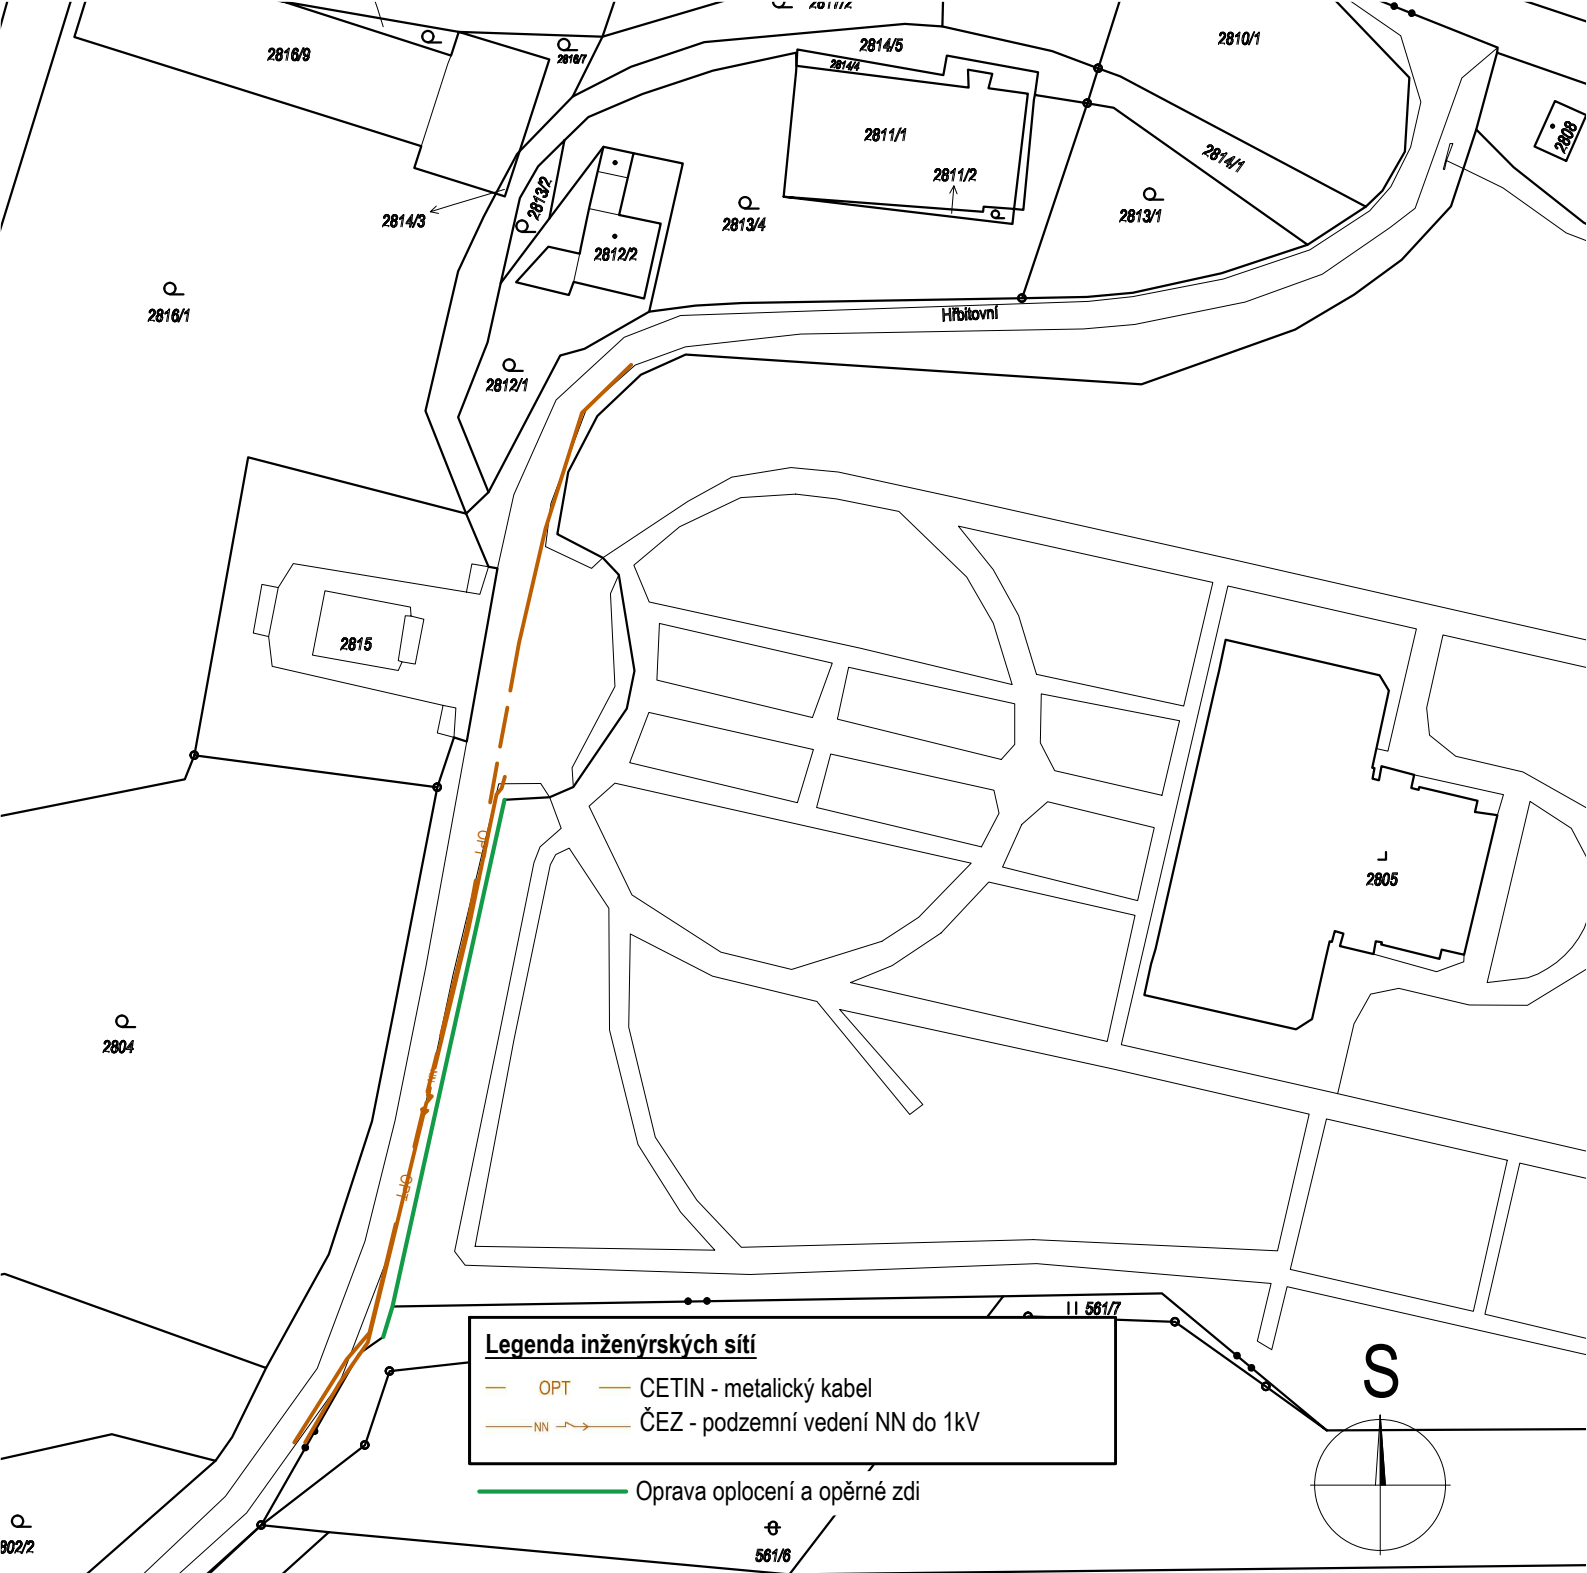 2817/2
2816/9
2816/7
2814/5
2814/4
2810/1
2811/1
2814/1
2808
2813/2
2814/3
2811/2
2813/4
2813/1
2812/2
2816/1
Hřbitovní
2812/1
2815
2805
2804
OPT
NN
OPT
561/7
Legenda inženýrských sítí
OPT CETIN - metalický kabel
NN ČEZ - podzemní vedení NN do 1kV
Oprava oplocení a opěrné zdi
S
802/2
561/6